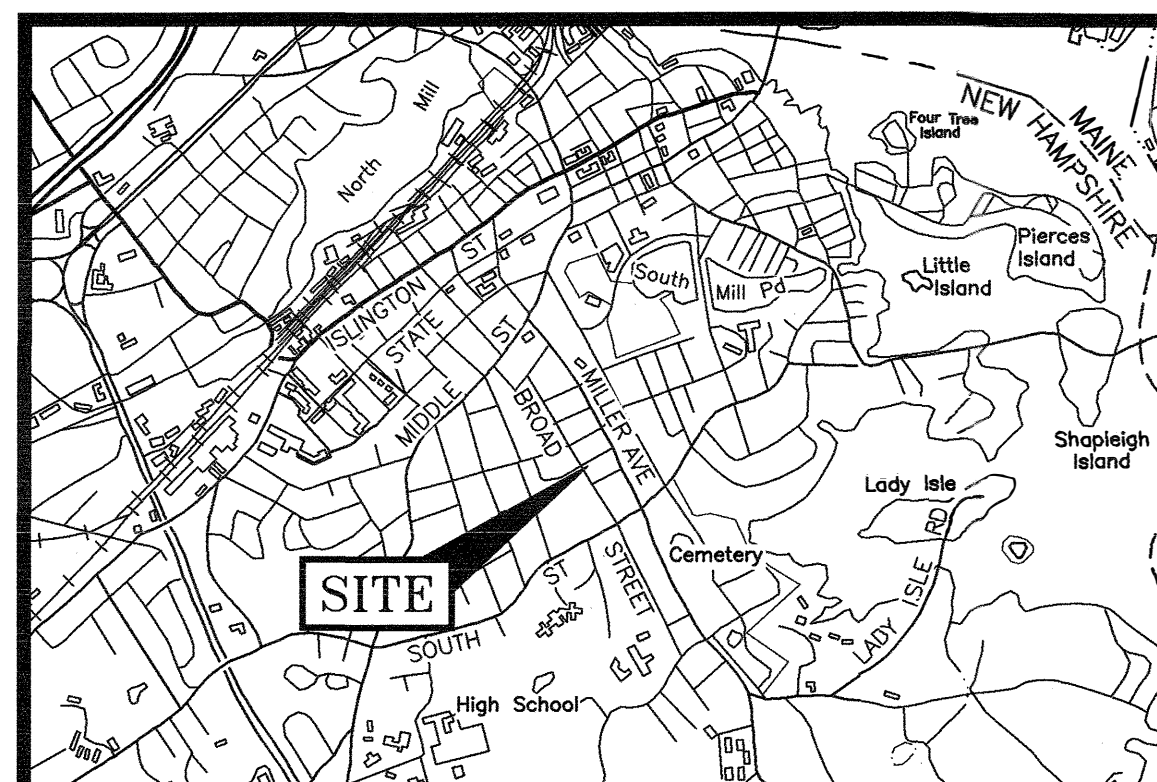 NEW HAMPSHIRE
MAINE
Four Tree
Island
North Mill
Pierces
Island
Little
Island
South Mill Pd
ISLINGTON ST
STATE
MIDDLE ST
BROAD STREET
MILLER AVE
Shapleigh
Island
Lady Isle
LADY ISLE RD
Cemetery
SITE
SOUTH ST
High School